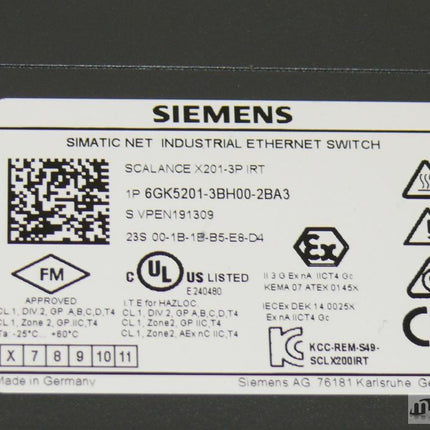 SIEMENS
SIMATIC NET INDUSTRIAL ETHERNET SWITCH
SCALANCE X201-3P IRT
1P 6GK5201-3BH00-2BA3
S VPEN191309
23S 00-1B-1B-B5-E8-D4
FM
APPROVED
CL.1, Div.2, GP.A,B,C,D,T4
CL.1, Zone2, GP.IIC,T4
Ta -25°C... +60°C
C UL US LISTED
E240480
I.T.E for HAZLOC
CL.1, Div.2, GP.A,B,C,D,T4
CL.1, Zone2, GP.IIC,T4
CL.1, Zone2, AEx nC IIC,T4
Ex
II 3 G Ex nA IICT4 Gc
KEMA 07 ATEX 0145X
IECEx DEK 14.0025X
Ex nA IICT4 Gc
KCC-REM-S49-
SCLX200IRT
X 7 8 9 10 11
Made in Germany
Siemens AG 76181 Karlsruhe